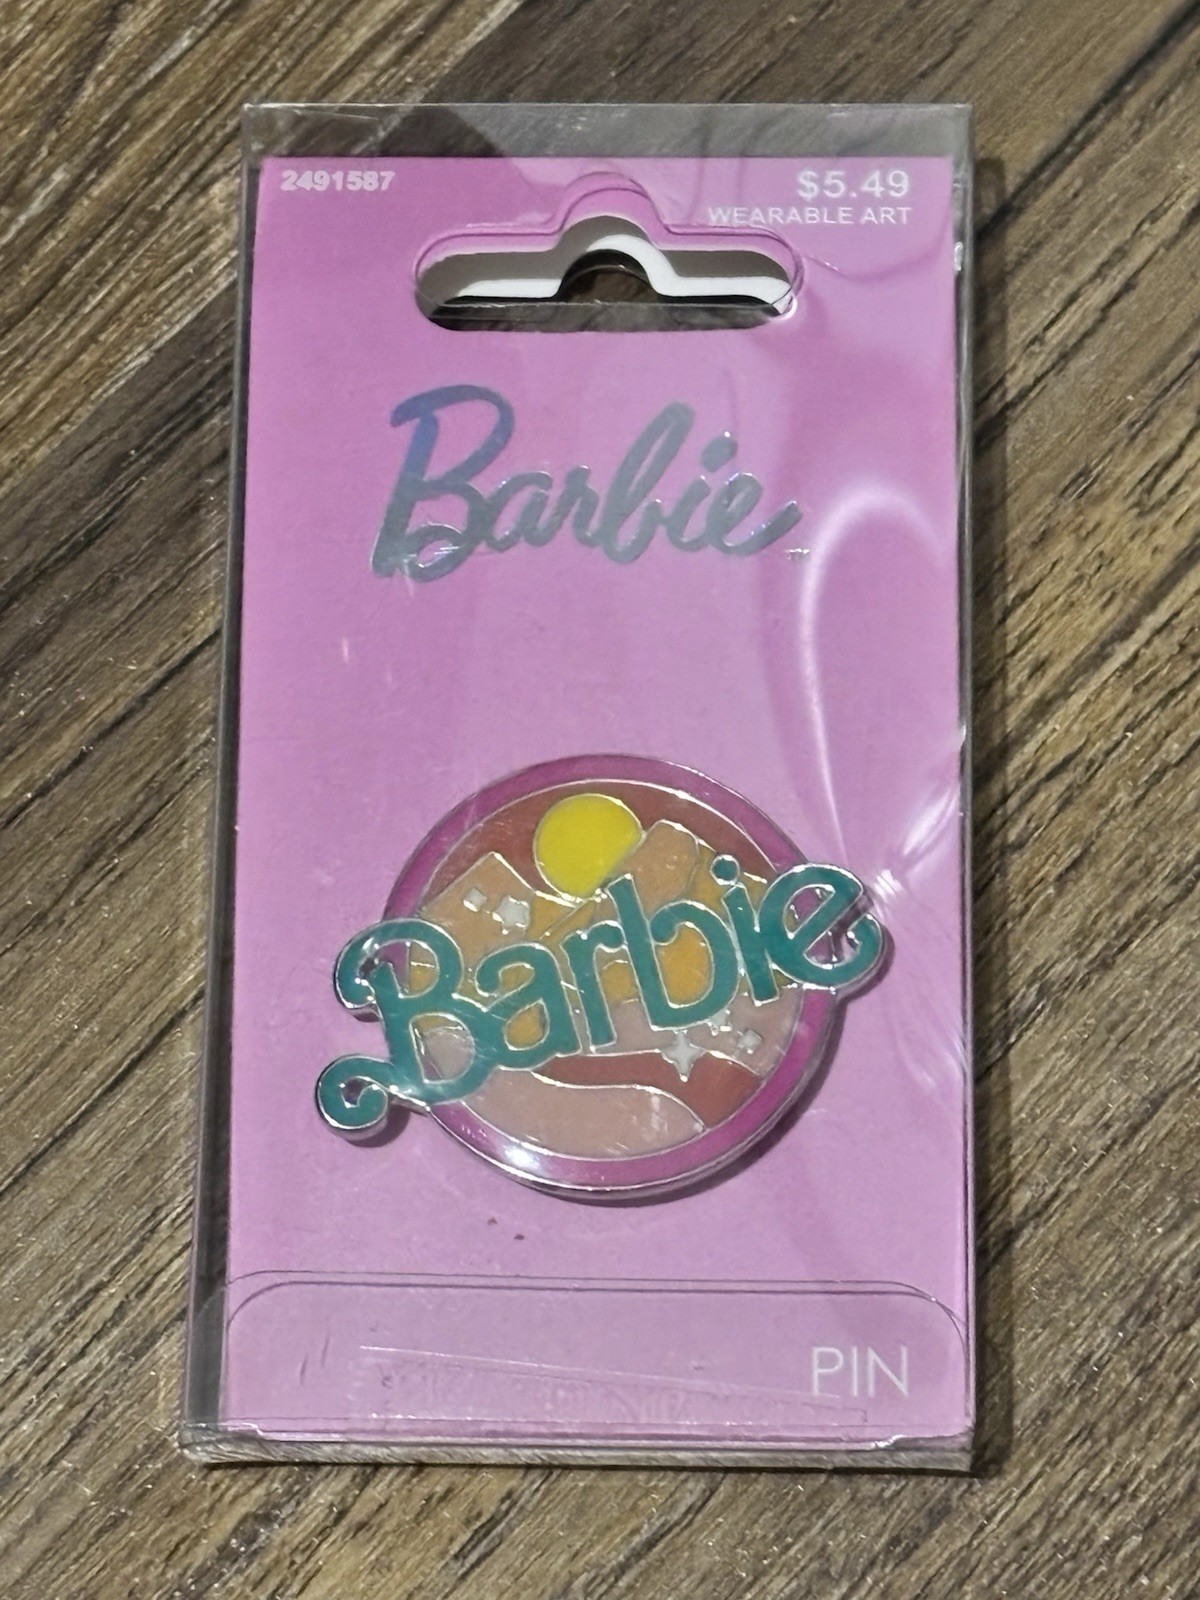 2491587
$5.49
WEARABLE ART
Barbie
Barbie
PIN